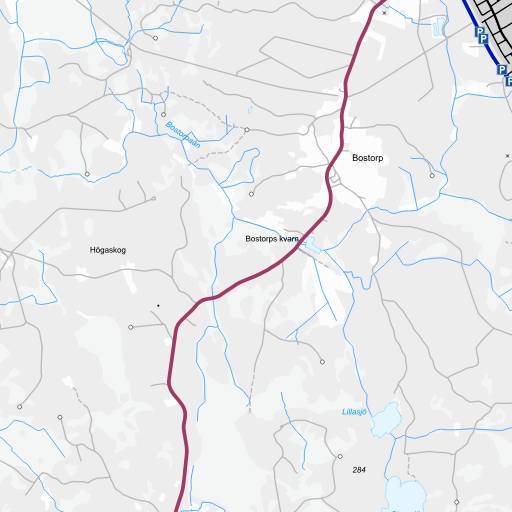 P
P
P
P
Bostorpsån
Bostorp
Bostorps kvarn
Högaskog
Lillasjö
284